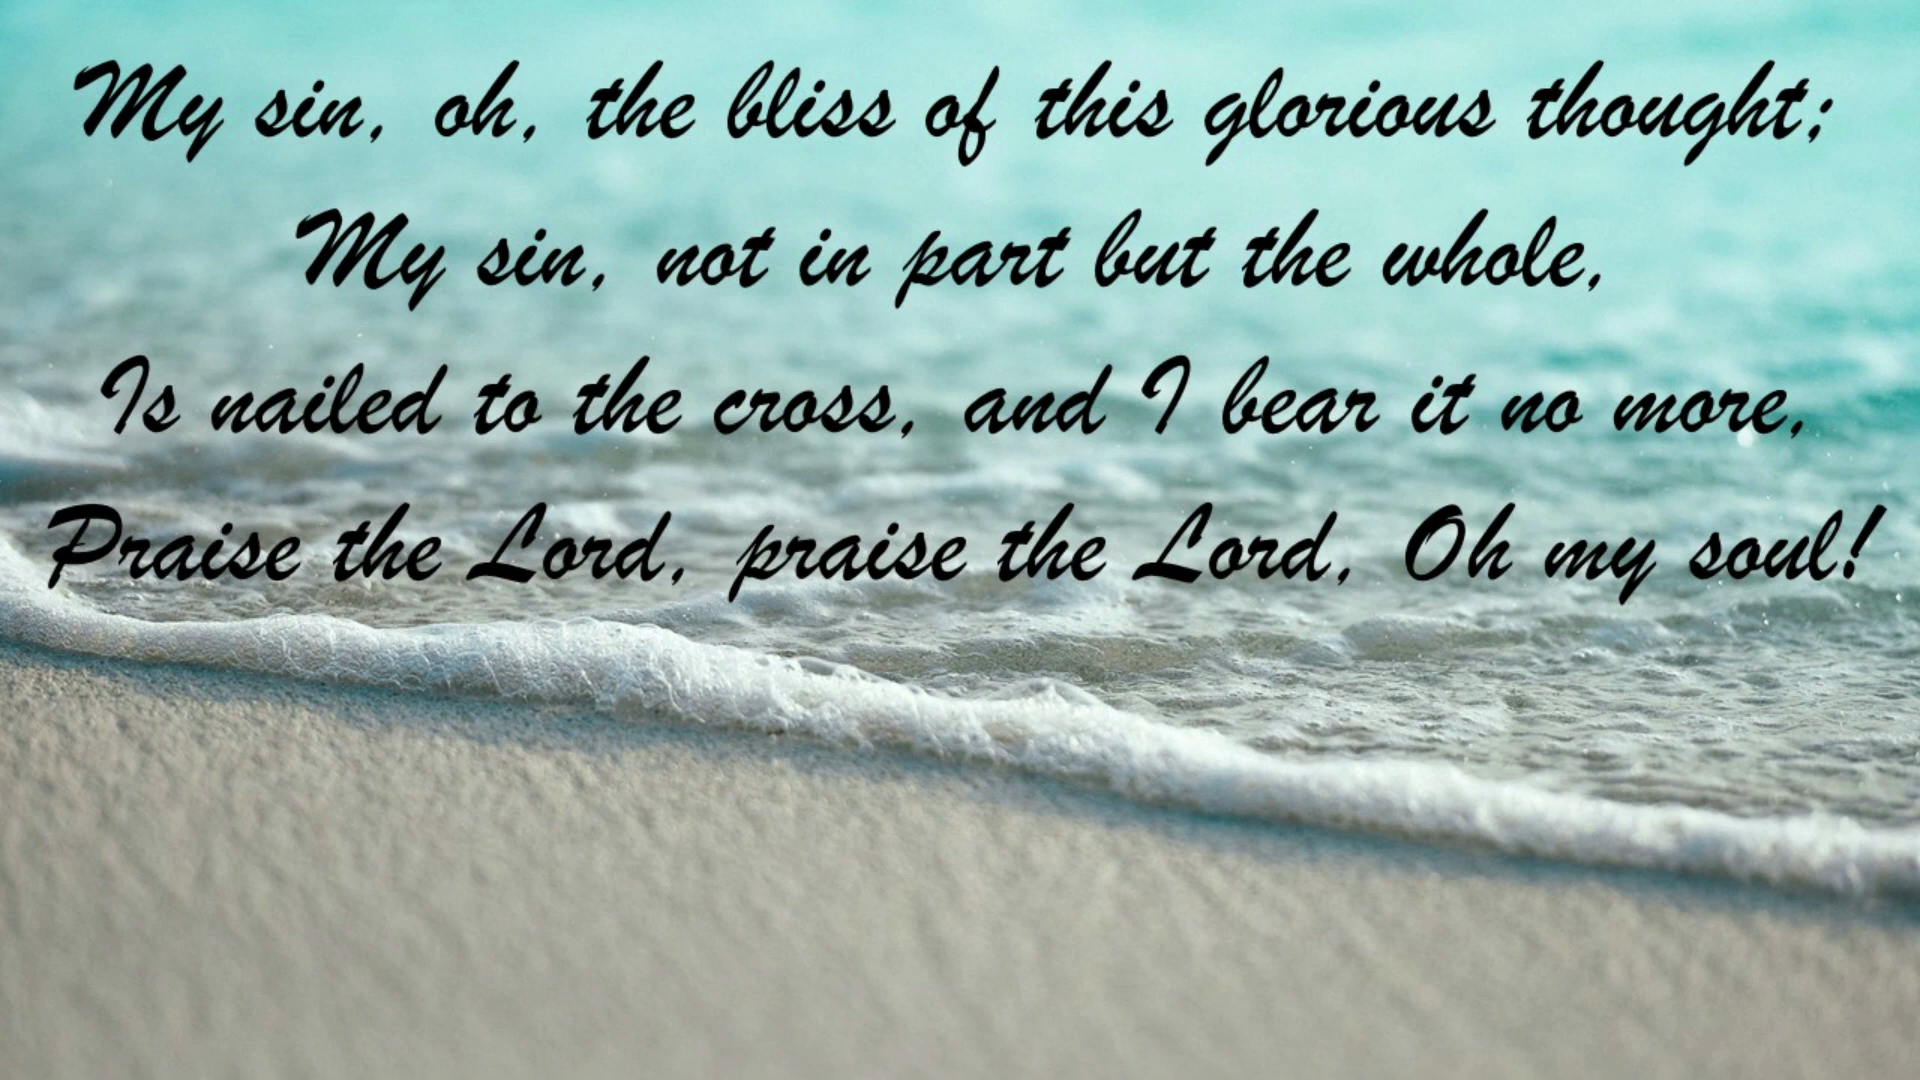 My sin, oh, the bliss of this glorious thought;
My sin, not in part but the whole,
Is nailed to the cross, and I bear it no more,
Praise the Lord, praise the Lord, Oh my soul!